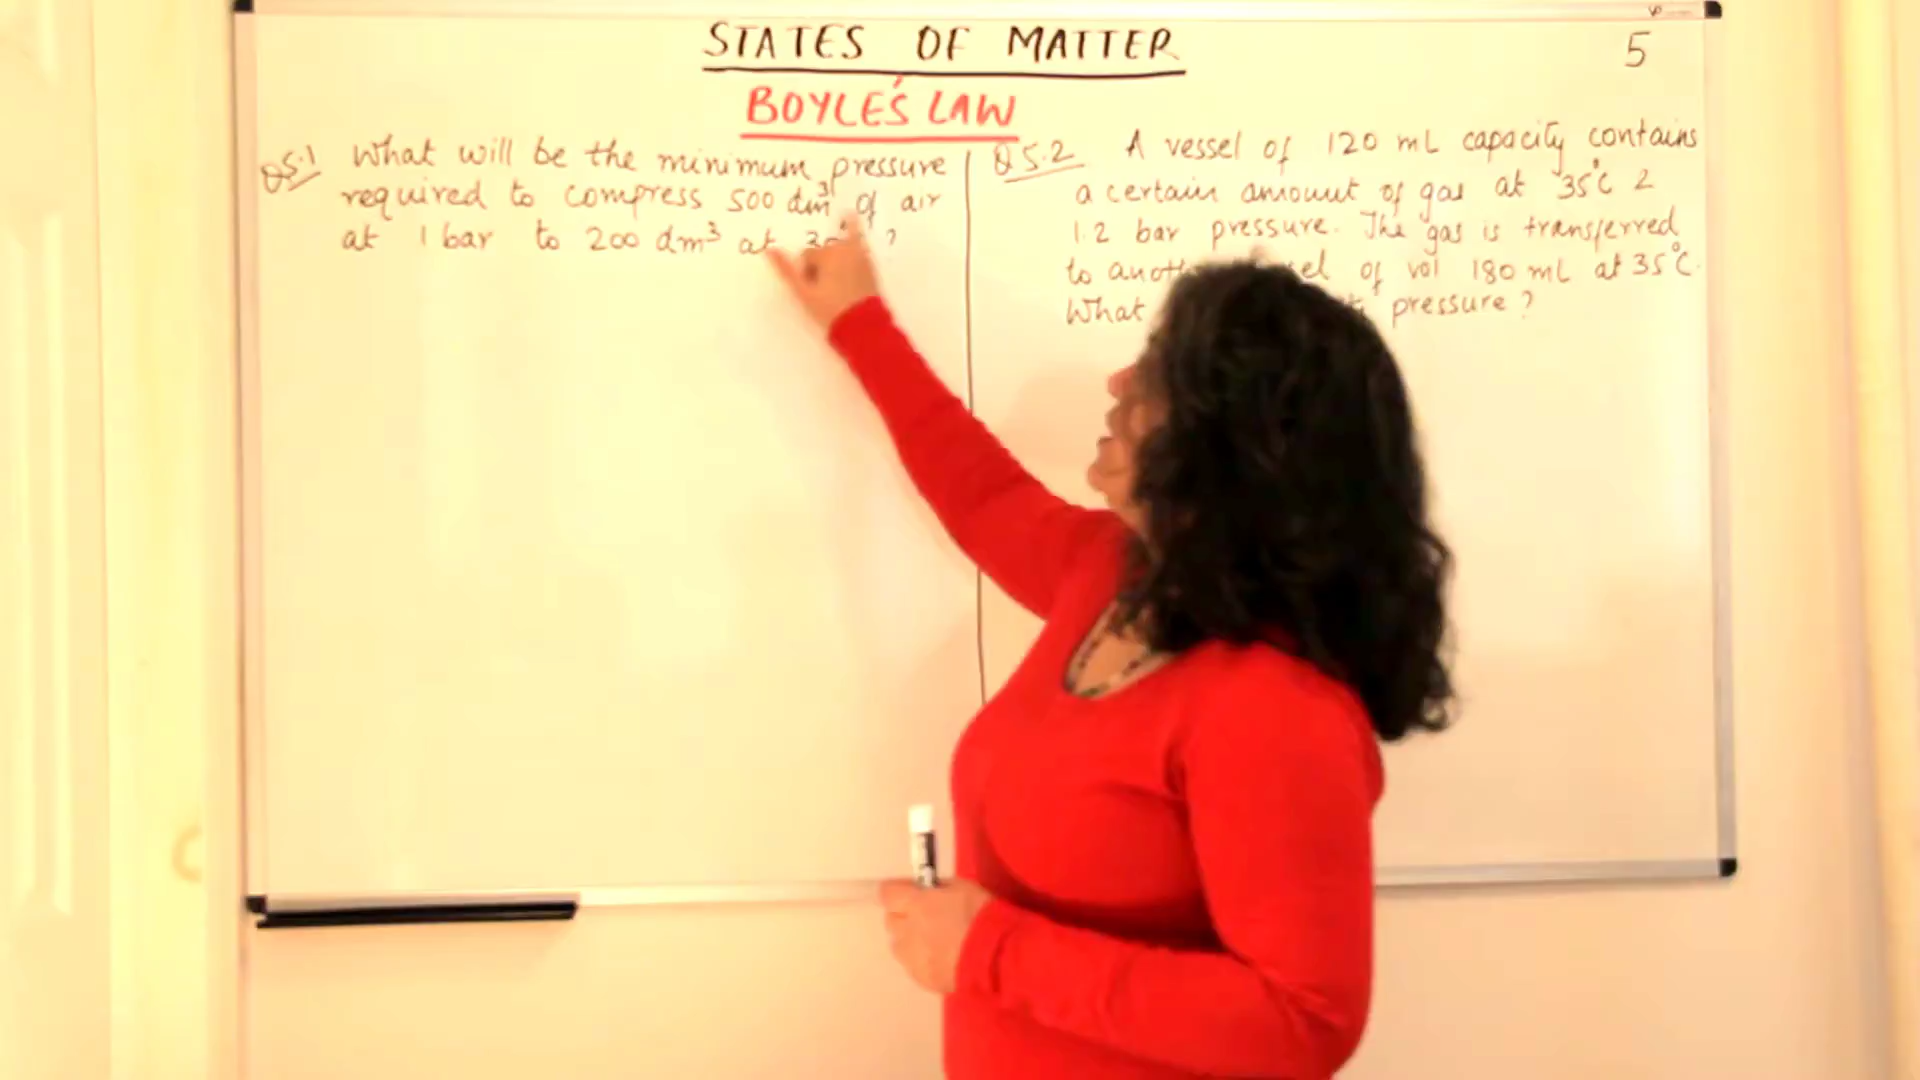 STATES OF MATTER
5
BOYLE'S LAW
Q5.1 What will be the minimum pressure
required to compress 500 dm³ of air
at 1 bar to 200 dm³ at ?
Q5.2 A vessel of 120 mL capacity contains
a certain amount of gas at 35°C 2
1.2 bar pressure. The gas is transferred
to of vol 180 mL at 35°C.
What pressure?